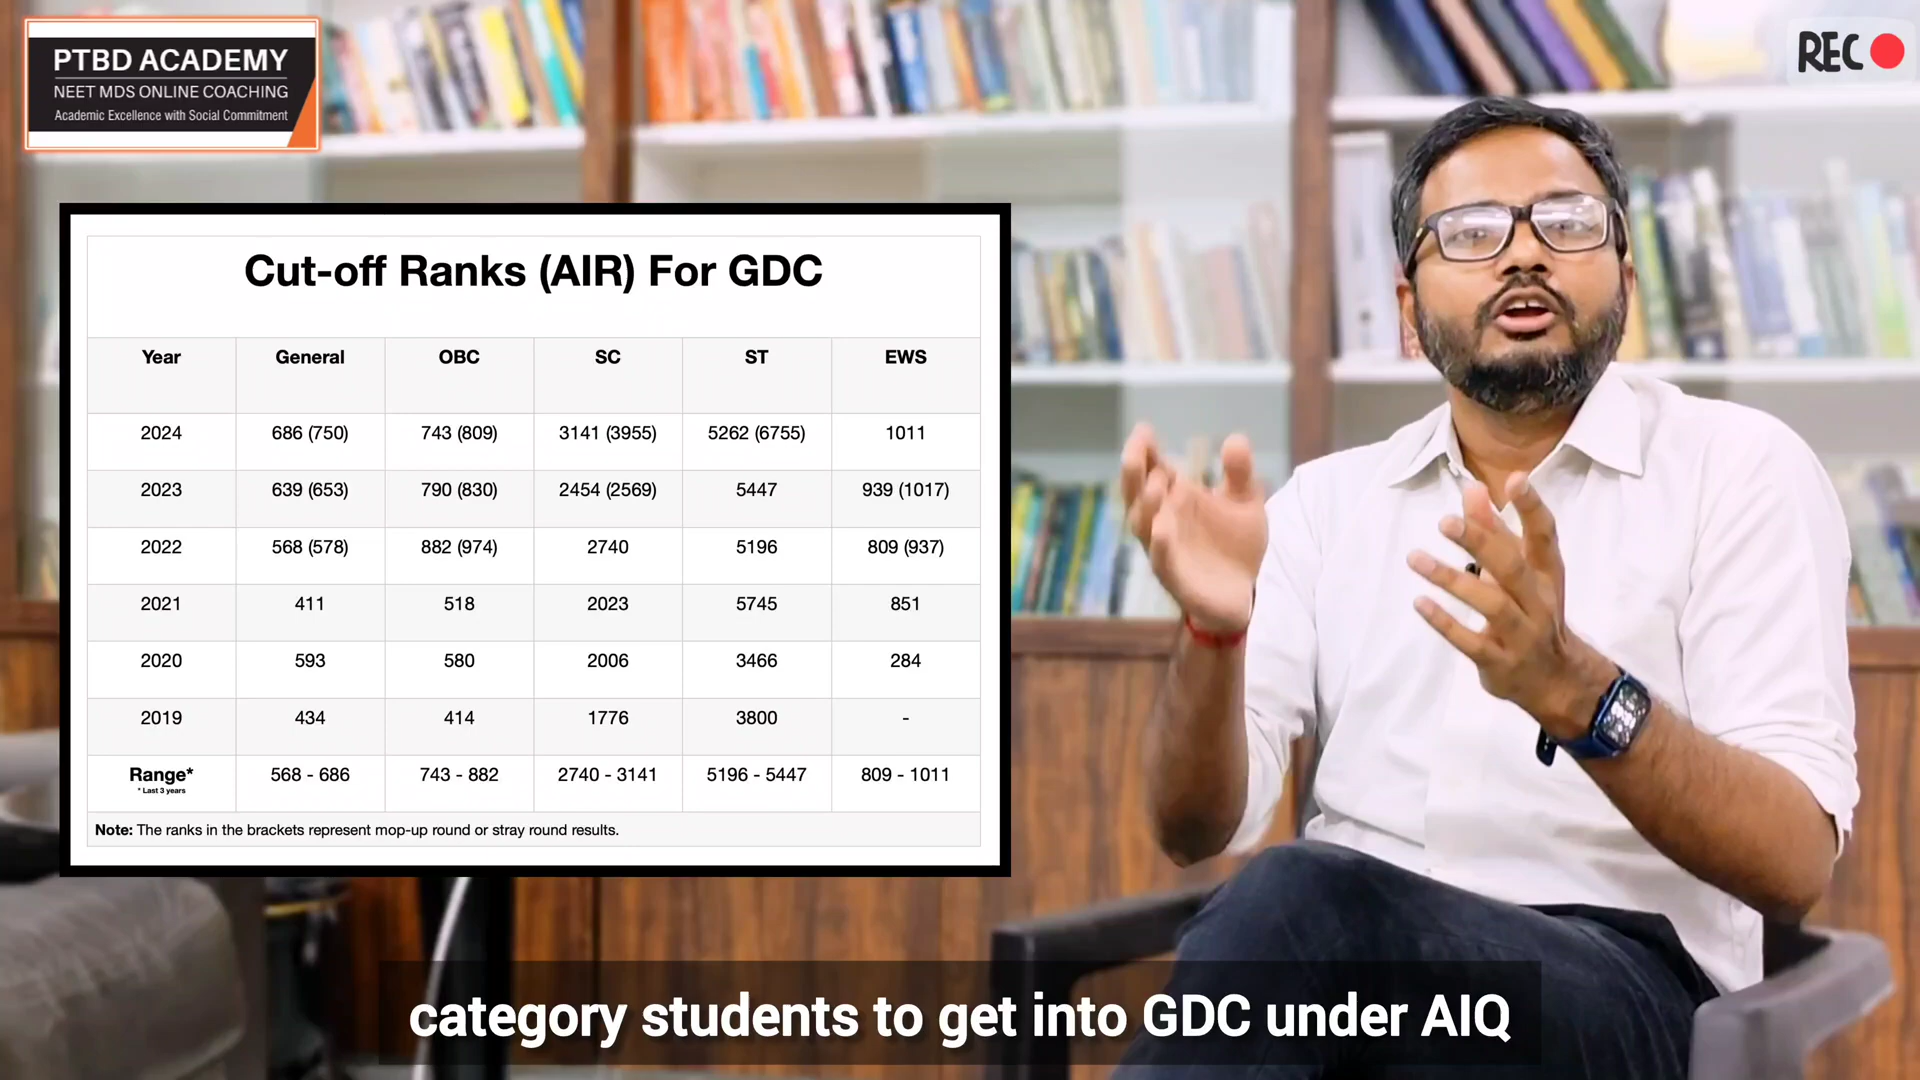 PTBD ACADEMY
NEET MDS ONLINE COACHING
Academic Excellence with Social Commitment
REC
Cut-off Ranks (AIR) For GDC
Year General OBC SC ST EWS
2024 686 (750) 743 (809) 3141 (3955) 5262 (6755) 1011
2023 639 (653) 790 (830) 2454 (2569) 5447 939 (1017)
2022 568 (578) 882 (974) 2740 5196 809 (937)
2021 411 518 2023 5745 851
2020 593 580 2006 3466 284
2019 434 414 1776 3800 -
Range* 568 - 686 743 - 882 2740 - 3141 5196 - 5447 809 - 1011
* Last 3 years
Note: The ranks in the brackets represent mop-up round or stray round results.
category students to get into GDC under AIQ